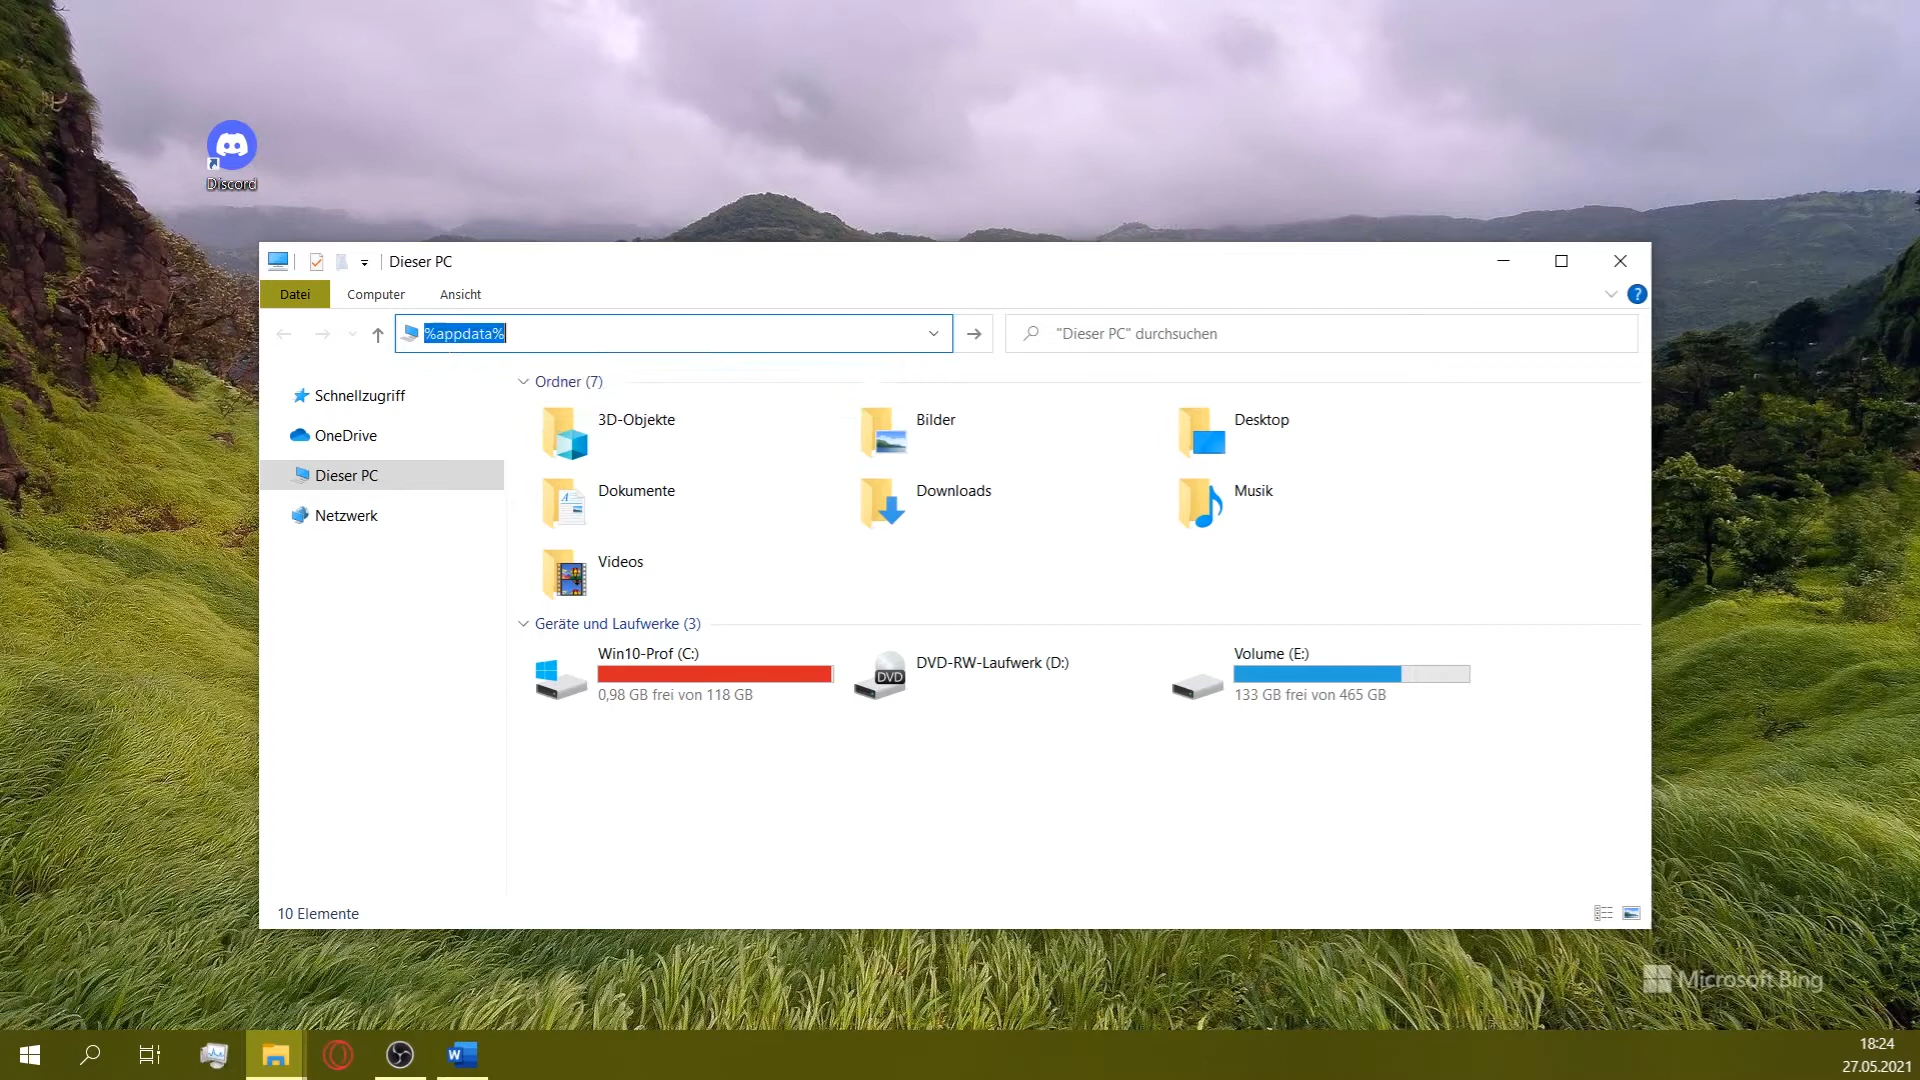 Discord
Dieser PC
Datei
Computer
Ansicht
?
%appdata%
"Dieser PC" durchsuchen
Schnellzugriff
OneDrive
Dieser PC
Netzwerk
Ordner (7)
3D-Objekte
Bilder
Desktop
Dokumente
Downloads
Musik
Videos
Geräte und Laufwerke (3)
Win10-Prof (C:)
0,98 GB frei von 118 GB
DVD
DVD-RW-Laufwerk (D:)
Volume (E:)
133 GB frei von 465 GB
10 Elemente
Microsoft Bing
W
18:24
27.05.2021